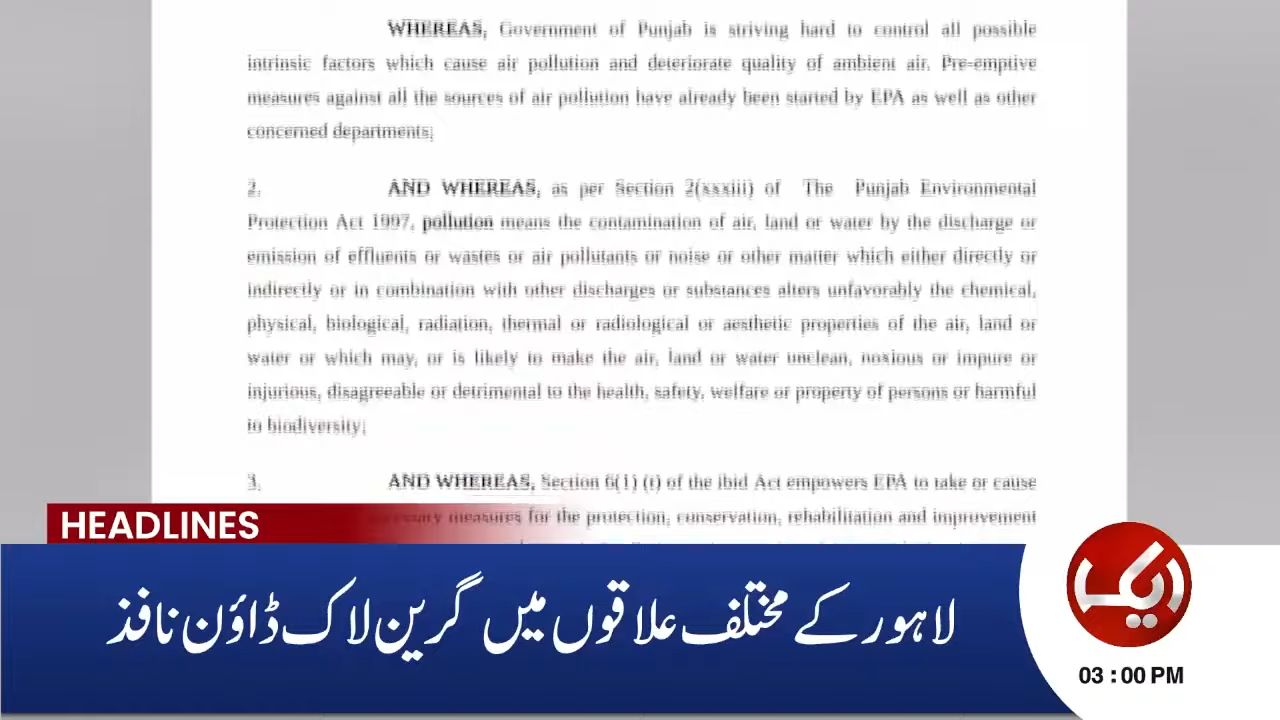 WHEREAS, Government of Punjab is striving hard to control all possible
intrinsic factors which cause air pollution and deteriorate quality of ambient air. Pre-emptive
measures against all the sources of air pollution have already been started by EPA as well as other
concerned departments;
2. AND WHEREAS, as per Section 2(xxxiii) of The Punjab Environmental
Protection Act 1997, pollution means the contamination of air, land or water by the discharge or
emission of effluents or wastes or air pollutants or noise or other matter which either directly or
indirectly or in combination with other discharges or substances alters unfavorably the chemical,
physical, biological, radiation, thermal or radiological or aesthetic properties of the air, land or
water or which may, or is likely to make the air, land or water unclean, noxious or impure or
injurious, disagreeable or detrimental to the health, safety, welfare or property of persons or harmful
to biodiversity;
3. AND WHEREAS, Section 6(1) (t) of the ibid Act empowers EPA to take or cause
measures for the protection, conservation, rehabilitation and improvement
HEADLINES
لاہور کے مختلف علاقوں میں گرین لاک ڈاؤن نافذ
ایک
03 : 00 PM